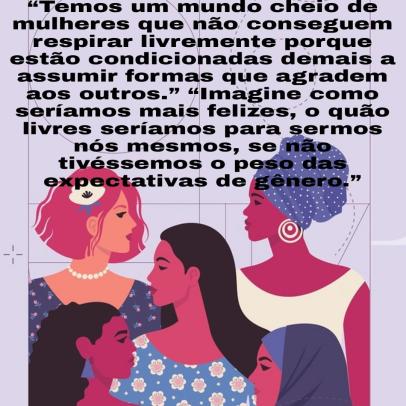 “Temos um mundo cheio de
mulheres que não conseguem
respirar livremente porque
estão condicionadas demais a
assumir formas que agradem
aos outros.” “Imagine como
seríamos mais felizes, o quão
livres seríamos para sermos
nós mesmos, se não
tivéssemos o peso das
expectativas de gênero.”